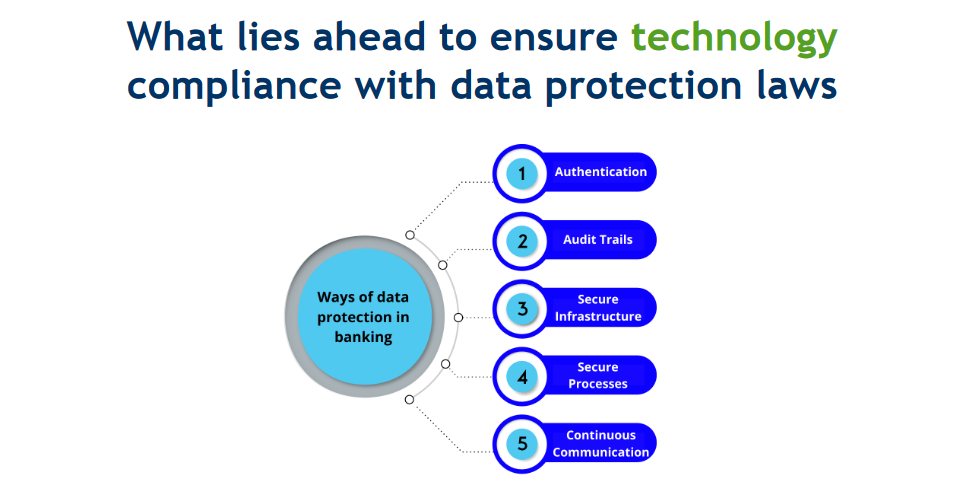 What lies ahead to ensure technology
compliance with data protection laws
Ways of data
protection in
banking
1
Authentication
2
Audit Trails
3
Secure
Infrastructure
4
Secure
Processes
5
Continuous
Communication